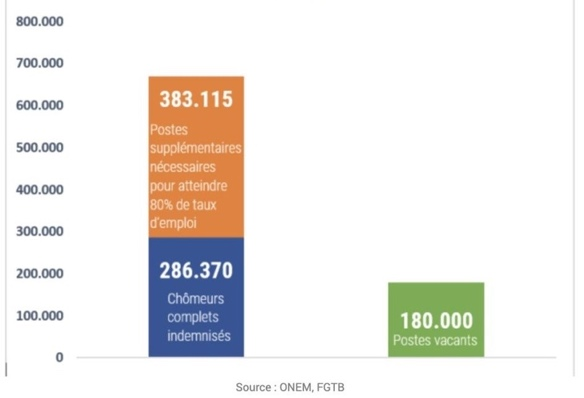 800.000
700.000
600.000
500.000
400.000
300.000
200.000
100.000
0
383.115
Postes
supplémentaires
nécessaires
pour atteindre
80% de taux
d'emploi
286.370
Chômeurs
complets
indemnisés
180.000
Postes vacants
Source : ONEM, FGTB